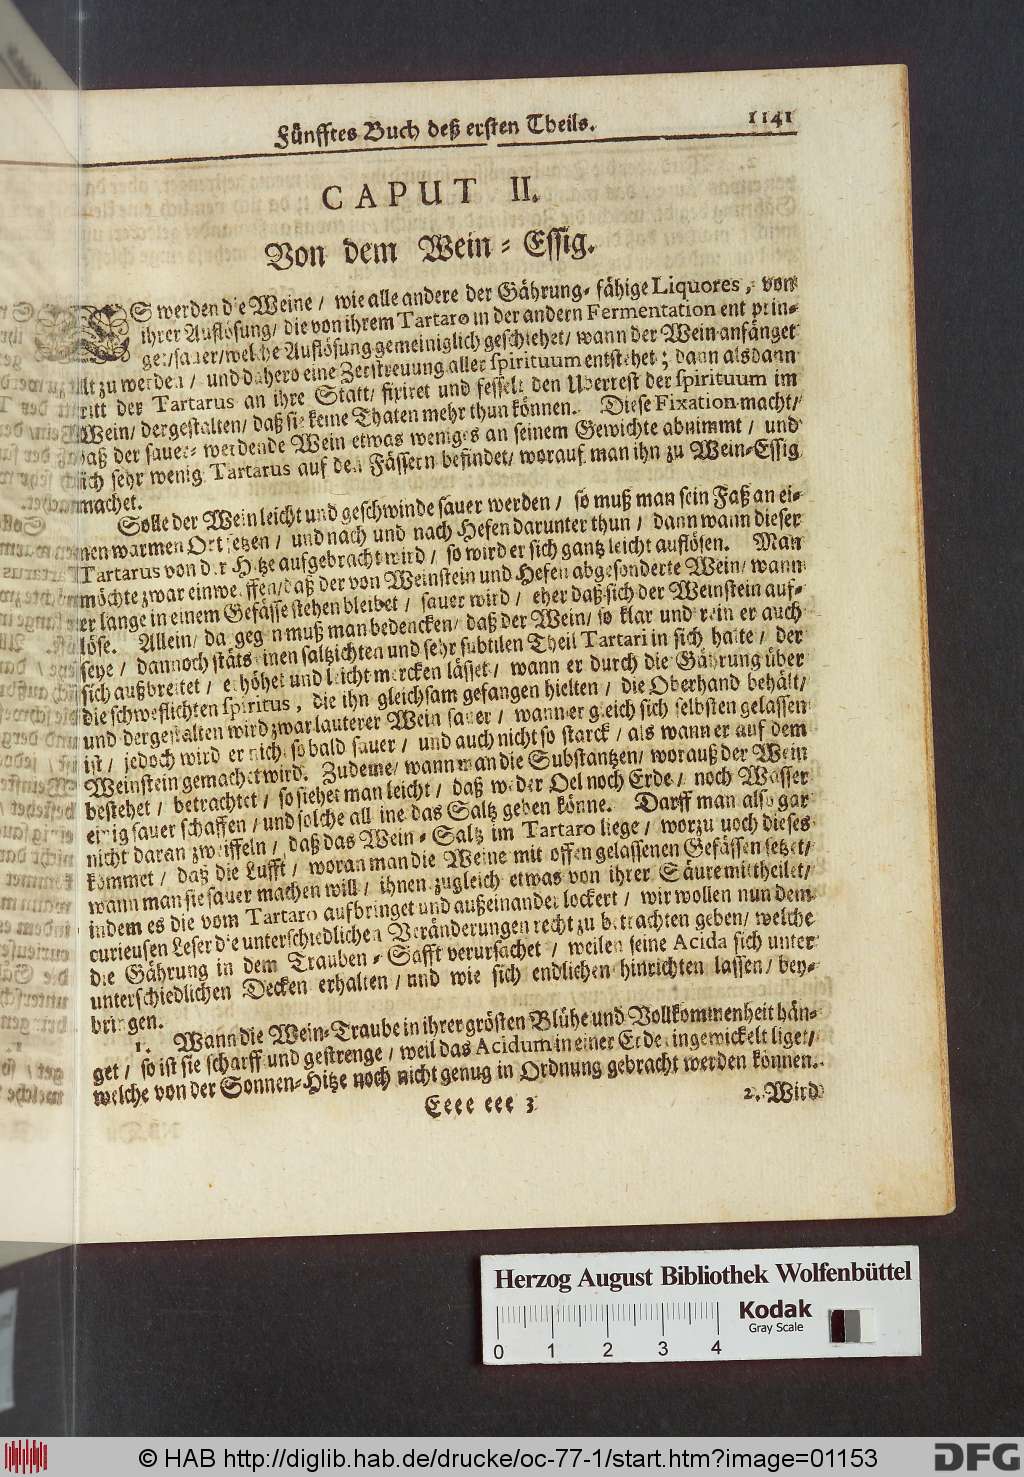 Fünfftes Buch deß ersten Theils. 1141
CAPUT II.
Von dem Wein-Essig.
ES werden die Weine / wie alle andere der Gährung-fähige Liquores, von
ihrer Auflösung / die von ihrem Tartaro in der andern Fermentation entsprin-
gen / sauer / welche Auflösung gemeiniglich geschiehet / wann der Wein anfänget
alt zu werden / und dahero eine Zerstreuung aller spirituum entstehet; dann alsdann
tritt der Tartarus an ihre Statt / fixiret und fesselt den Uberrest der spirituum im
Wein / dergestalten / daß sie keine Thaten mehr thun können. Diese Fixation macht /
daß der sauer-werdende Wein etwas weniges an seinem Gewichte abnimmt / und
sich sehr wenig Tartarus auf den Fässern befindet / worauf man ihn zu Wein-Essig
machet.
Solle der Wein leicht und geschwinde sauer werden / so muß man sein Faß an ei-
nen warmen Ort setzen / und nach und nach Hefen darunter thun / dann wann dieser
Tartarus von der Hitze aufgebracht wird / so wird er sich gantz leicht auflösen. Man
möchte zwar einwerffen / daß der von Weinstein und Hefen abgesonderte Wein / wann
er lange in einem Gefässe stehen bleibet / sauer wird / eher daß sich der Weinstein auf-
löse. Allein / dagegen muß man bedencken / daß der Wein / so klar und rein er auch
seye / dannoch stäts einen saltzichten und sehr subtilen Theil Tartari in sich halte / der
sich außbreitet / erhöhet und leicht mercken lässet / wann er durch die Gährung über
die schweflichten spiritus, die ihn gleichsam gefangen hielten / die Oberhand behält /
und dergestalten wird zwar lauterer Wein sauer / wann er gleich sich selbsten gelassen
ist / jedoch wird er nicht so bald sauer / und auch nicht so starck / als wann er auf dem
Weinstein gemachet wird. Zudeme / wann man die Substantzen / worauß der Wein
bestehet / betrachtet / so siehet man leicht / daß weder Oel noch Erde / noch Wasser
einig sauer schaffen / und solche alleine das Saltz geben könne. Darff man also gar
nicht daran zweiffeln / daß das Wein-Saltz im Tartaro liege / worzu noch dieses
kommet / daß die Lufft / woran man die Weine mit offen gelassenen Gefässen setzet /
wann man sie sauer machen will / ihnen zugleich etwas von ihrer Säure mittheilet /
indem es die vom Tartaro aufbringet und außeinander lockert / wir wollen nun dem
curieusen Leser die unterschiedlichen Veränderungen recht zu betrachten geben / welche
die Gährung in dem Trauben-Safft verursachet / weilen seine Acida sich unter
unterschiedlichen Decken erhalten / und wie sich endlichen hinrichten lassen / bey-
bringen.
1. Wann die Wein-Traube in ihrer grösten Blühe und Vollkommenheit hän-
get / so ist sie scharff und gestrenge / weil das Acidum in einer Erde eingewickelt liget /
welche von der Sonnen-Hitze noch nicht genug in Ordnung gebracht werden können.
Eeee eee 3 2. Wird
Herzog August Bibliothek Wolfenbüttel
Kodak
Gray Scale
0 1 2 3 4
© HAB http://diglib.hab.de/drucke/oc-77-1/start.htm?image=01153
DFG